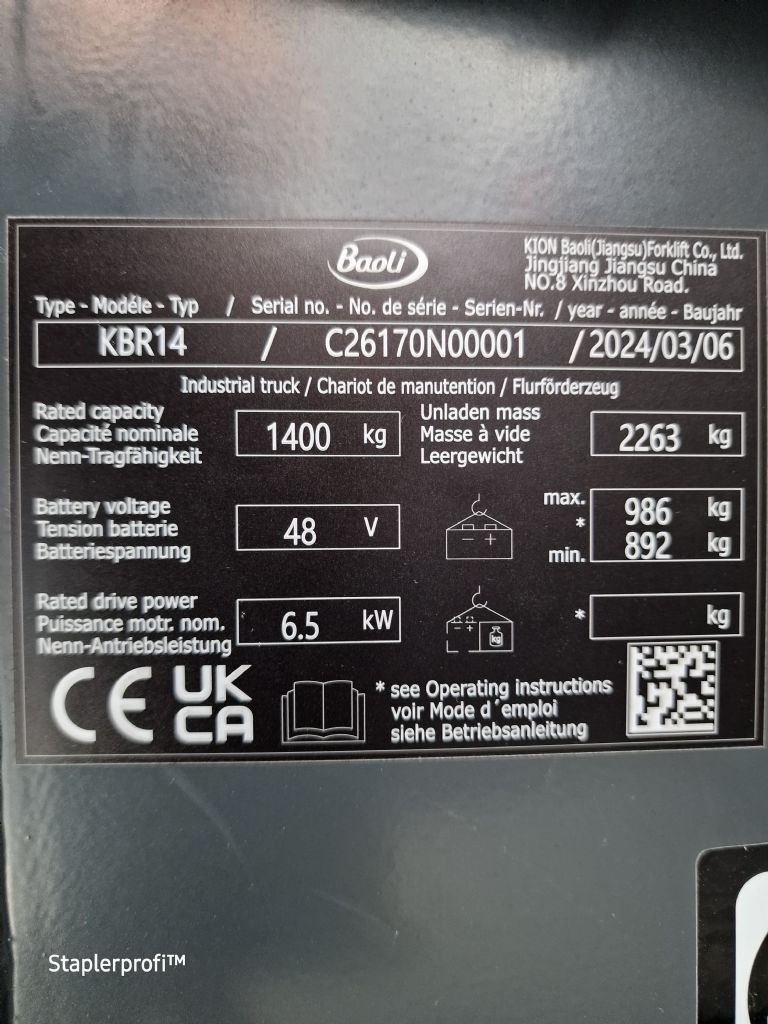 Baoli
KION Baoli(Jiangsu)Forklift Co., Ltd.
Jingjiang Jiangsu China
NO.8 Xinzhou Road.
Type - Modéle - Typ / Serial no. - No. de série - Serien-Nr. / year - année - Baujahr
KBR14 / C26170N00001 / 2024/03/06
Industrial truck / Chariot de manutention / Flurförderzeug
Rated capacity
Capacité nominale
Nenn-Tragfähigkeit
1400 kg
Unladen mass
Masse à vide
Leergewicht
2263 kg
Battery voltage
Tension batterie
Batteriespannung
48 V
- +
max. 986 kg
*
min. 892 kg
Rated drive power
Puissance motr. nom.
Nenn-Antriebsleistung
6.5 kW
- +
kg
* kg
CE UK
CA
* see Operating instructions
voir Mode d´emploi
siehe Betriebsanleitung
Staplerprofi™